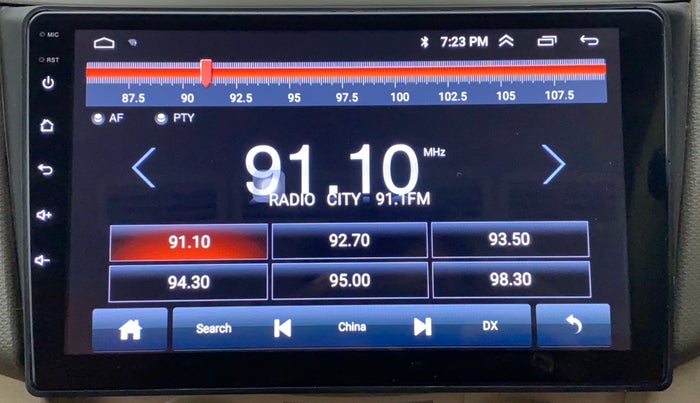 MIC
7:23 PM
RST
87.5 90 92.5 95 97.5 100 102.5 105 107.5
AF PTY
91.10 MHz
RADIO CITY 91.1FM
91.10 92.70 93.50
94.30 95.00 98.30
Search China DX